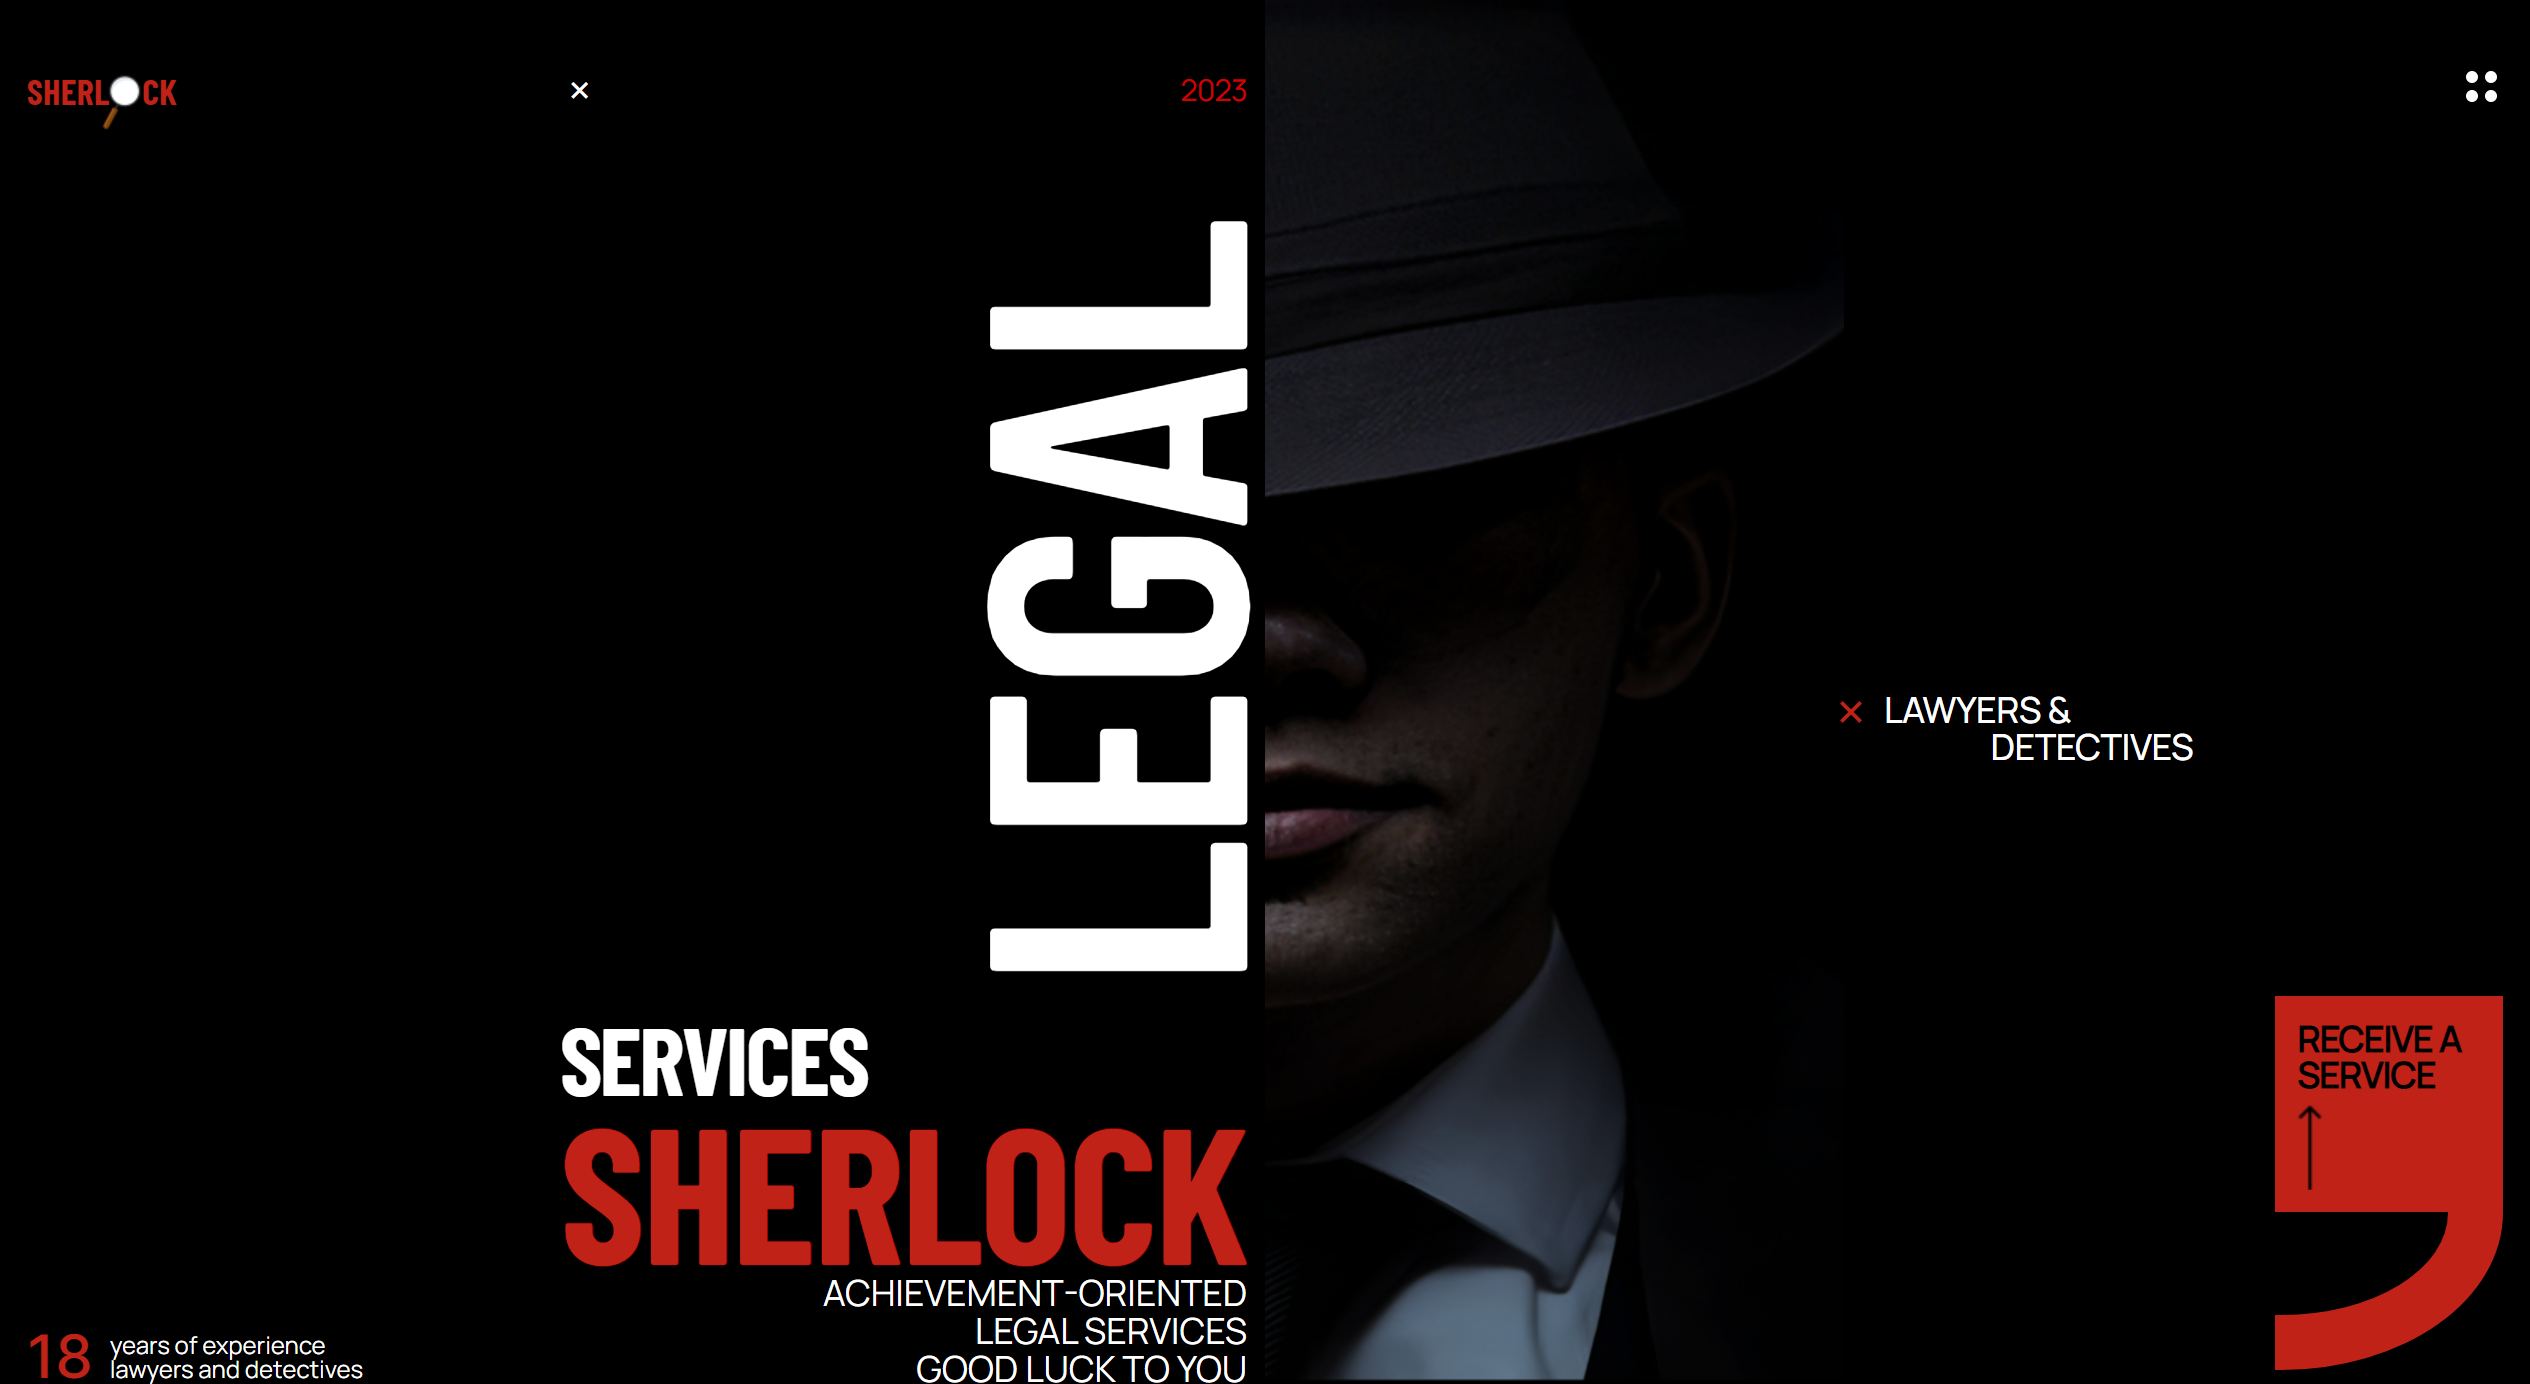 SHERLOCK
×
2023
LEGAL
LAWYERS &
DETECTIVES
SERVICES
SHERLOCK
ACHIEVEMENT-ORIENTED
LEGAL SERVICES
GOOD LUCK TO YOU
18 years of experience
lawyers and detectives
RECEIVE A
SERVICE